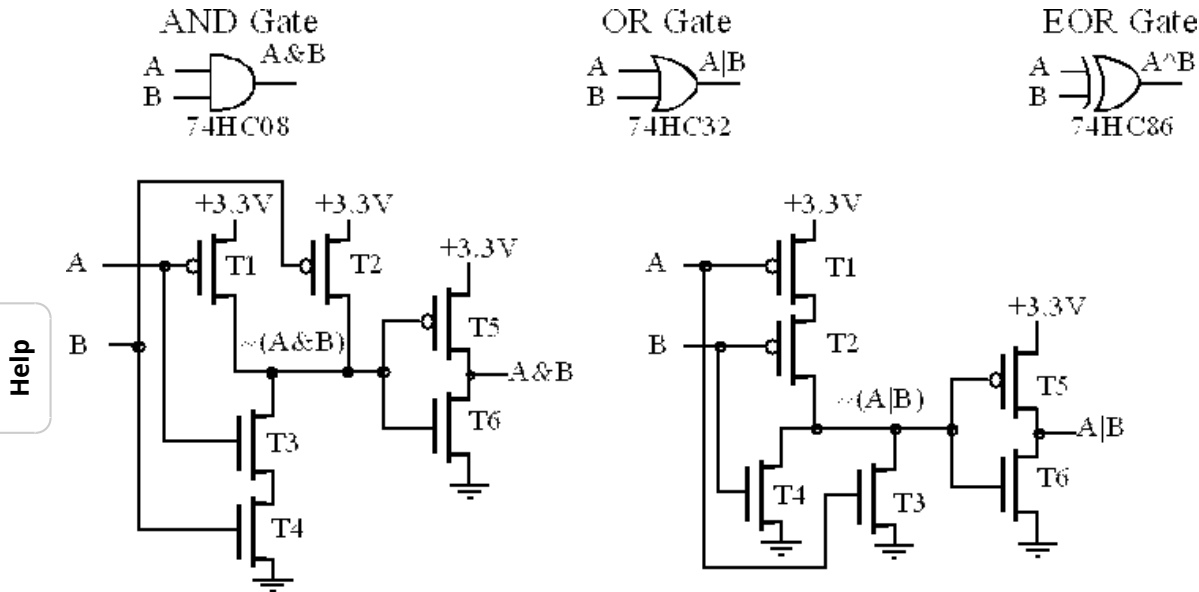 AND Gate
OR Gate
EOR Gate
A
B
A&B
74HC08
A
B
A|B
74HC32
A
B
A^B
74HC86
+3.3V
+3.3V
+3.3V
A
B
T1
T2
T5
~(A&B)
A&B
T6
T3
T4
+3.3V
+3.3V
A
B
T1
T2
T5
~(A|B)
A|B
T6
T4
T3
Help